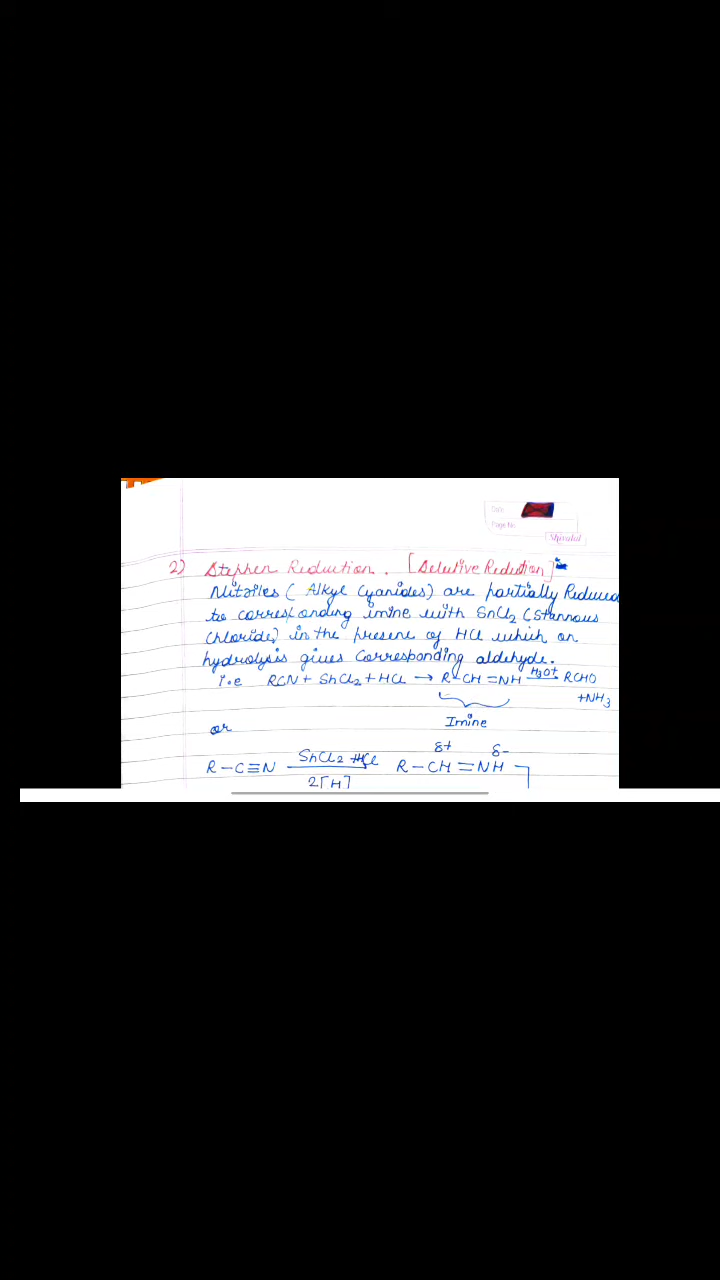 Date
Page No.
Shivalal
2) Stephen Reduction. [Selective Reduction]
Nitriles (Alkyl Cyanides) are partially Reduced
to corresponding imine with SnCl2 (Stannous
Chloride) in the present of HCl which on
hydrolysis gives Corresponding aldehyde.
I.e RCN + SnCl2 + HCl → R-CH=NH H3O+ → RCHO
+NH3
Imine
or
δ+ δ-
R-C≡N SnCl2 + HCl R-CH=NH
2[H]